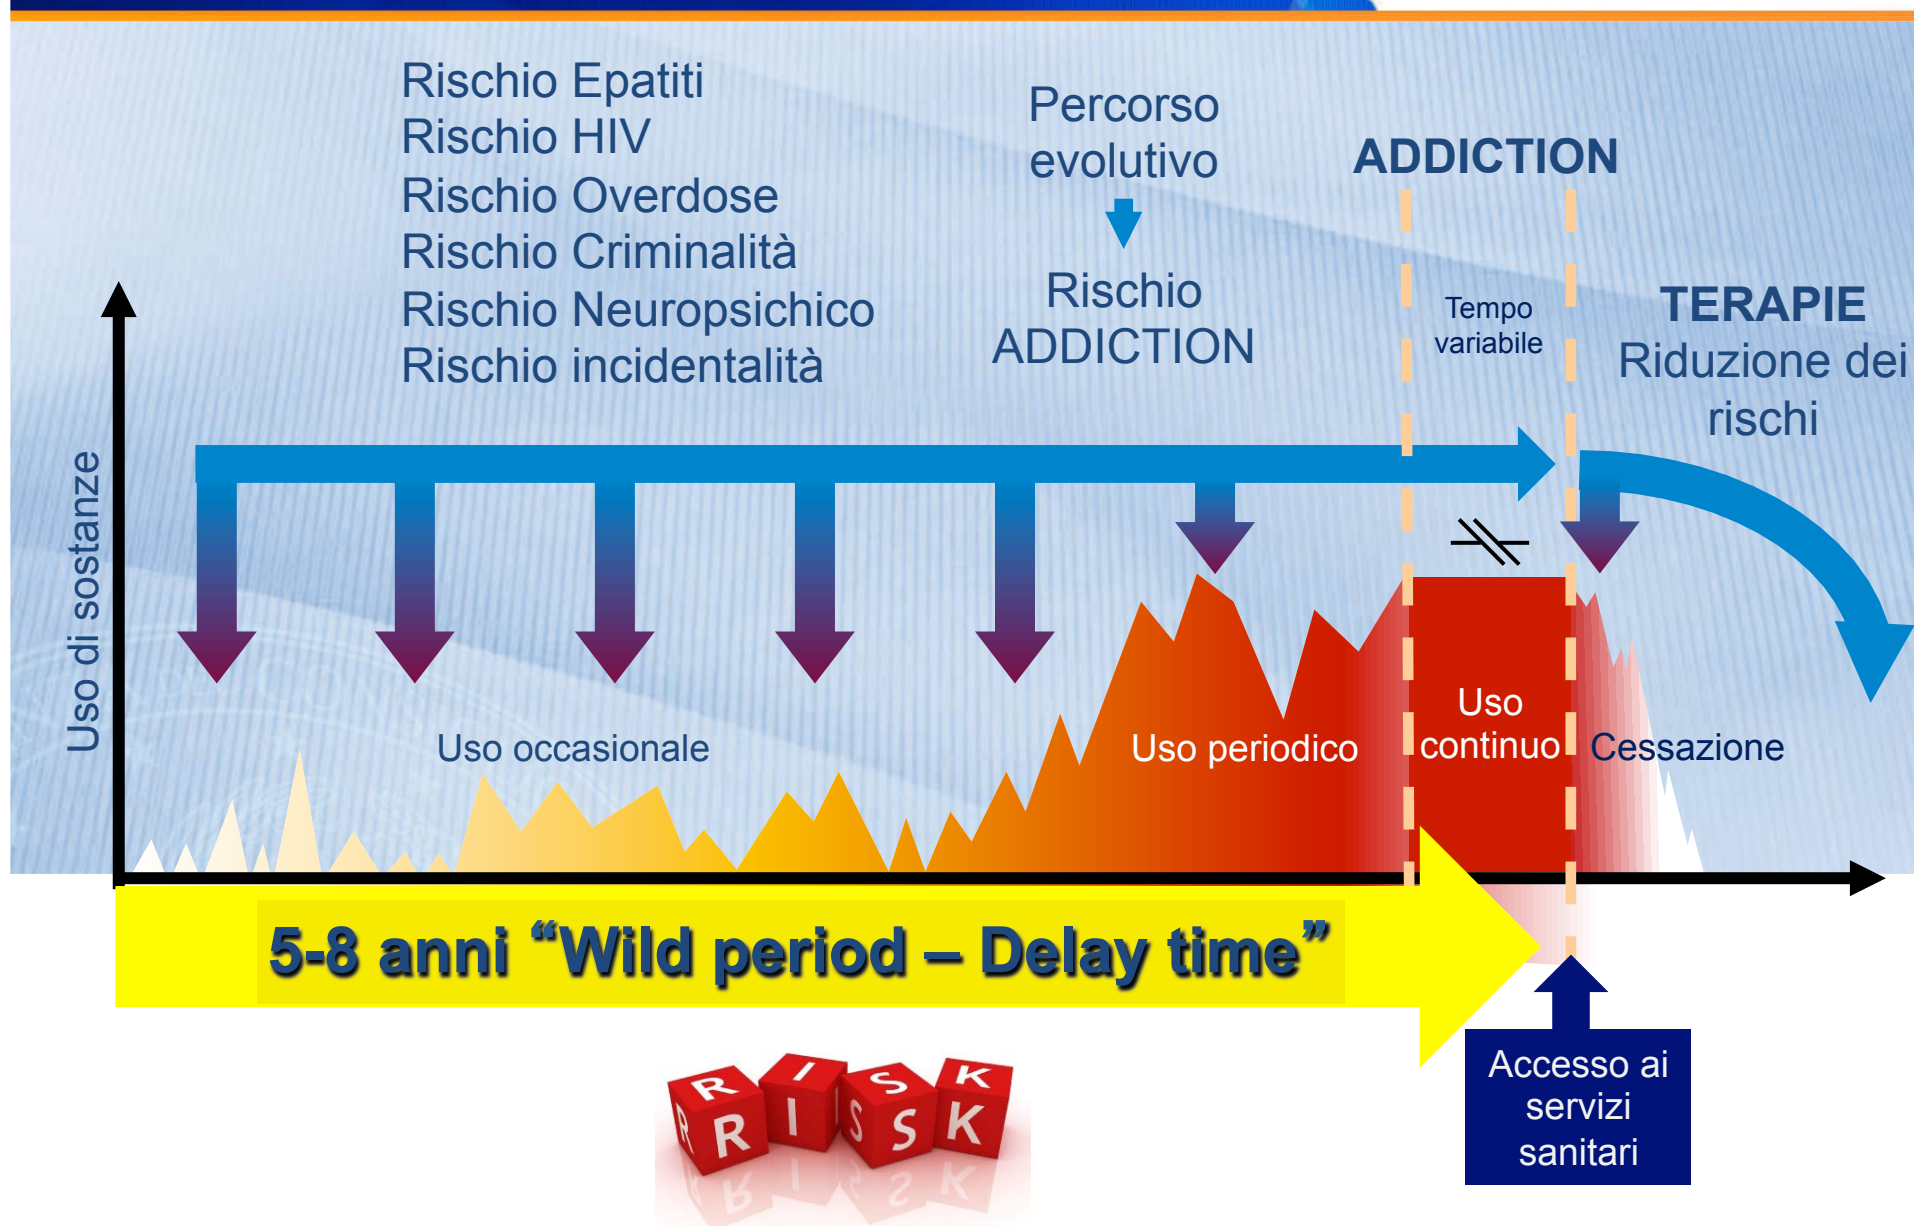 Rischio Epatiti
Rischio HIV
Rischio Overdose
Rischio Criminalità
Rischio Neuropsichico
Rischio incidentalità
Percorso
evolutivo
Rischio
ADDICTION
ADDICTION
Tempo
variabile
TERAPIE
Riduzione dei
rischi
Uso di sostanze
Uso occasionale
Uso periodico
Uso
continuo
Cessazione
5-8 anni “Wild period – Delay time”
R I S K
R R I S S K
Accesso ai
servizi
sanitari